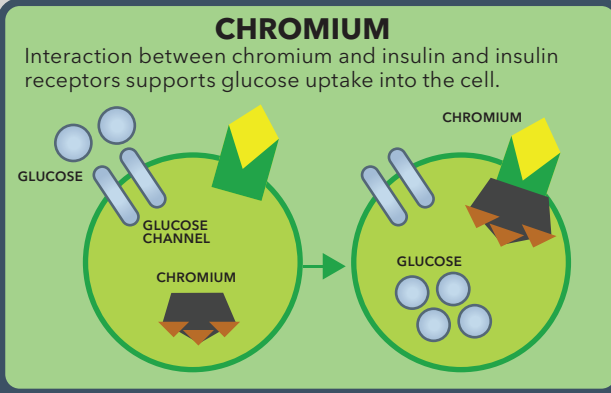 CHROMIUM
Interaction between chromium and insulin and insulin
receptors supports glucose uptake into the cell.
GLUCOSE
GLUCOSE
CHANNEL
CHROMIUM
CHROMIUM
GLUCOSE